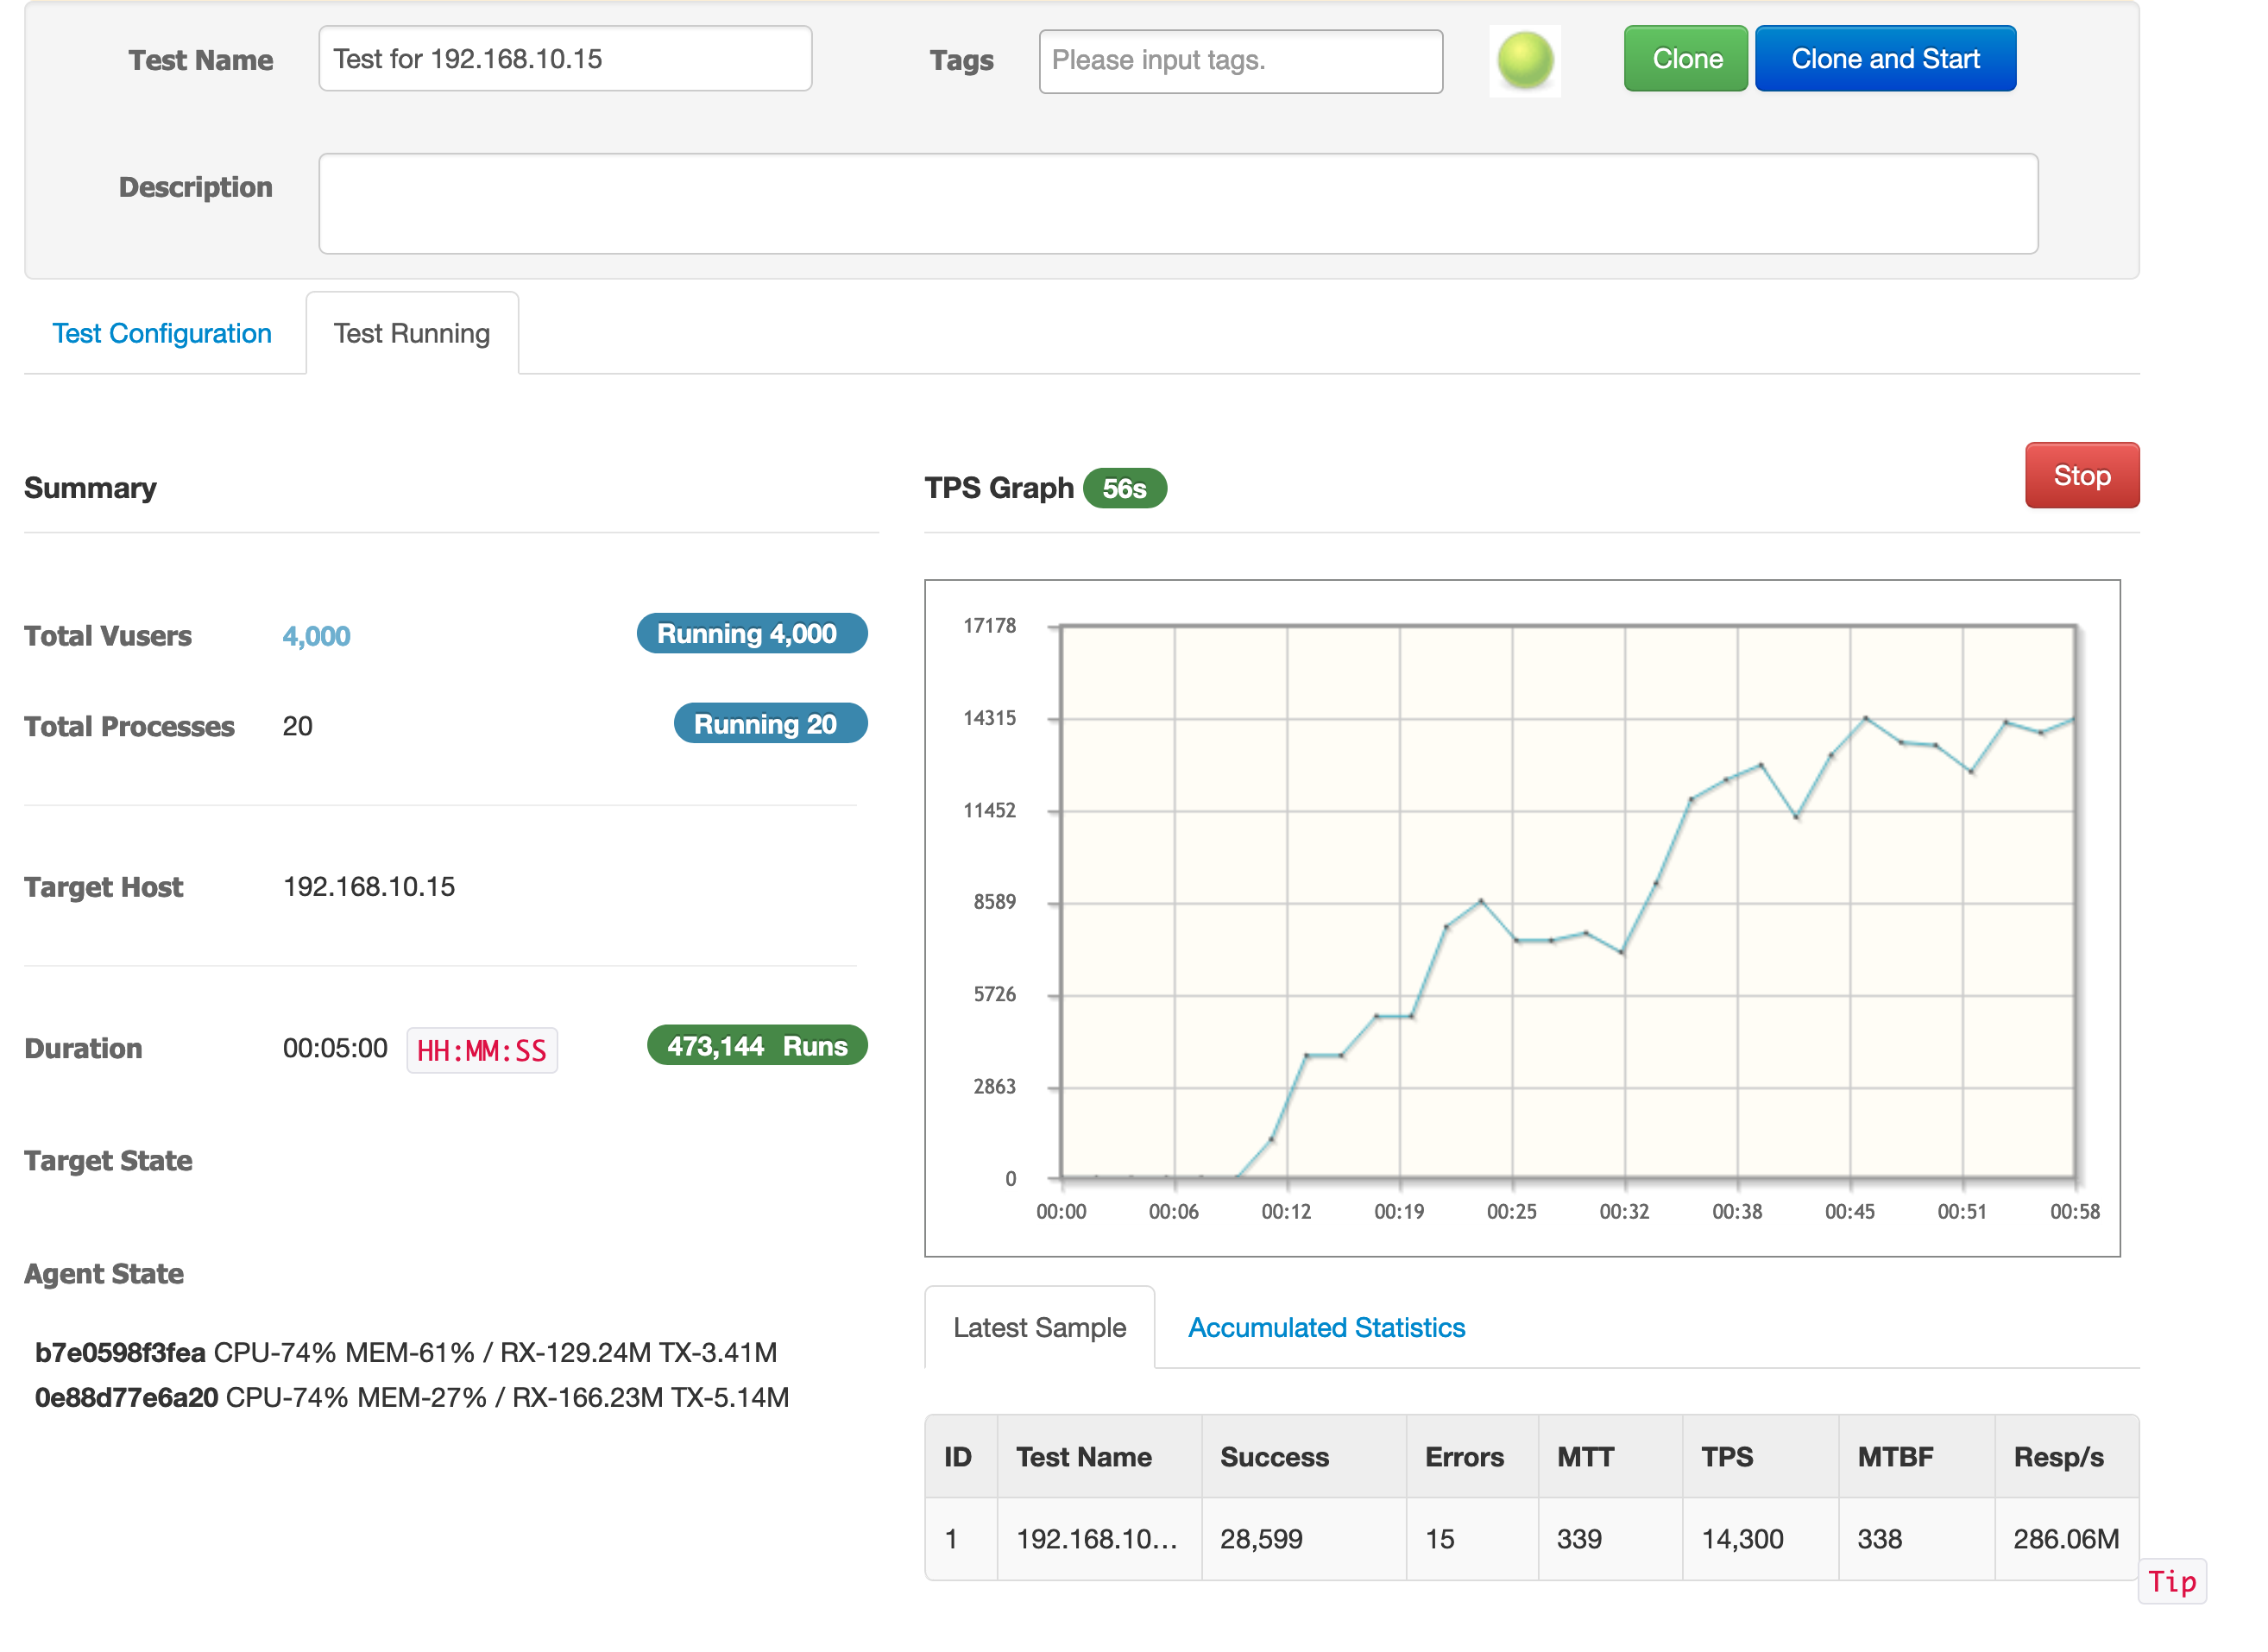 Test Name Test for 192.168.10.15 Tags Please input tags. Clone Clone and Start
Description
Test Configuration Test Running
Summary
Total Vusers 4,000 Running 4,000
Total Processes 20 Running 20
Target Host 192.168.10.15
Duration 00:05:00 HH:MM:SS 473,144 Runs
Target State
Agent State
b7e0598f3fea CPU-74% MEM-61% / RX-129.24M TX-3.41M
0e88d77e6a20 CPU-74% MEM-27% / RX-166.23M TX-5.14M
TPS Graph 56s Stop
17178
14315
11452
8589
5726
2863
0
00:00 00:06 00:12 00:19 00:25 00:32 00:38 00:45 00:51 00:58
Latest Sample Accumulated Statistics
ID Test Name Success Errors MTT TPS MTBF Resp/s
1 192.168.10... 28,599 15 339 14,300 338 286.06M
Tip